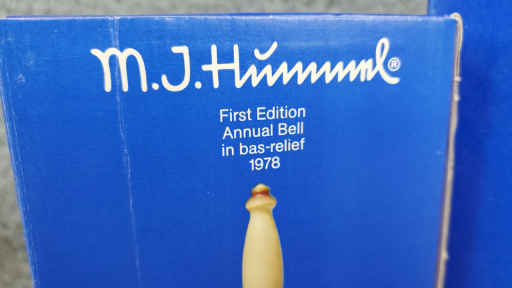 M.J. Hummel®
First Edition
Annual Bell
in bas-relief
1978